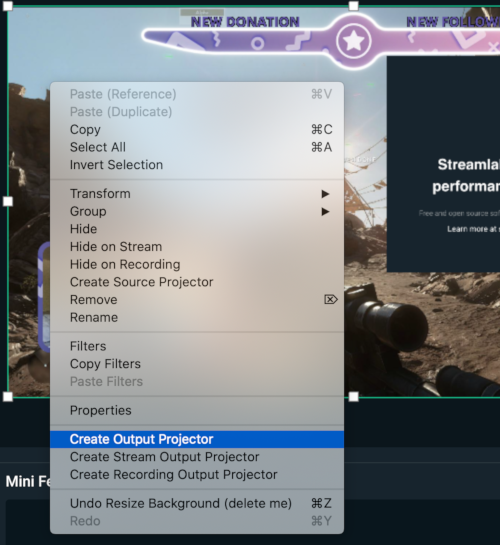 NEW DONATION
NEW FOLLOW
Paste (Reference) ⌘V
Paste (Duplicate)
Copy ⌘C
Select All ⌘A
Invert Selection
Transform ▶
Group ▶
Hide
Hide on Stream
Hide on Recording
Create Source Projector
Remove ⌦
Rename
Filters
Copy Filters
Paste Filters
Properties
Create Output Projector
Create Stream Output Projector
Create Recording Output Projector
Undo Resize Background (delete me) ⌘Z
Redo ⌘Y
Streamla
performan
Free and open source sof
Learn more at
Mini Fe